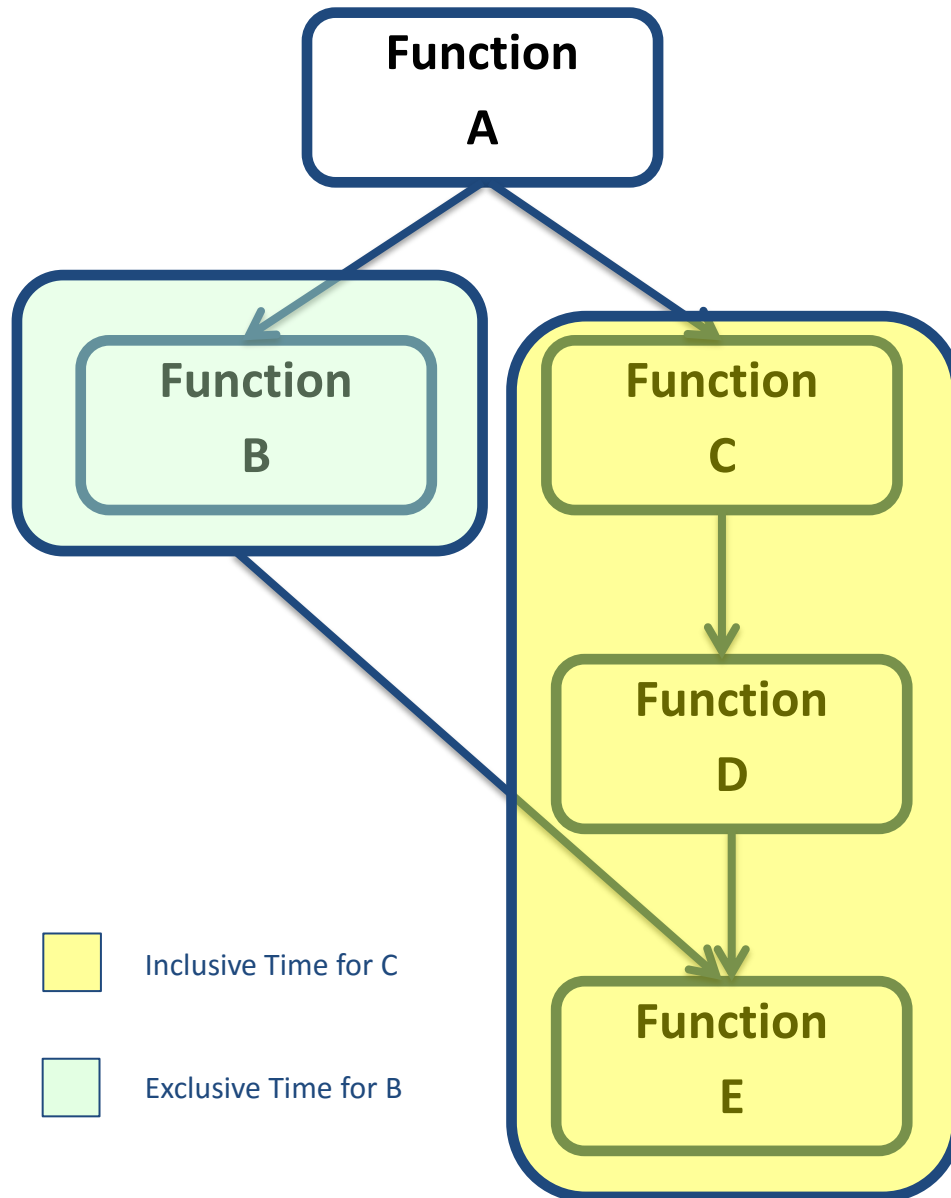 Function
A
Function
B
Function
C
Function
D
Function
E
Inclusive Time for C
Exclusive Time for B